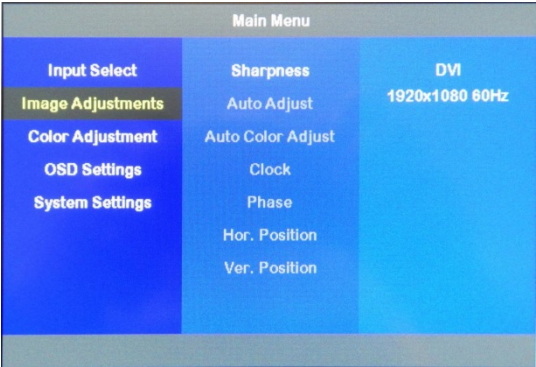 Main Menu
Input Select
Image Adjustments
Color Adjustment
OSD Settings
System Settings
Sharpness
Auto Adjust
Auto Color Adjust
Clock
Phase
Hor. Position
Ver. Position
DVI
1920x1080 60Hz